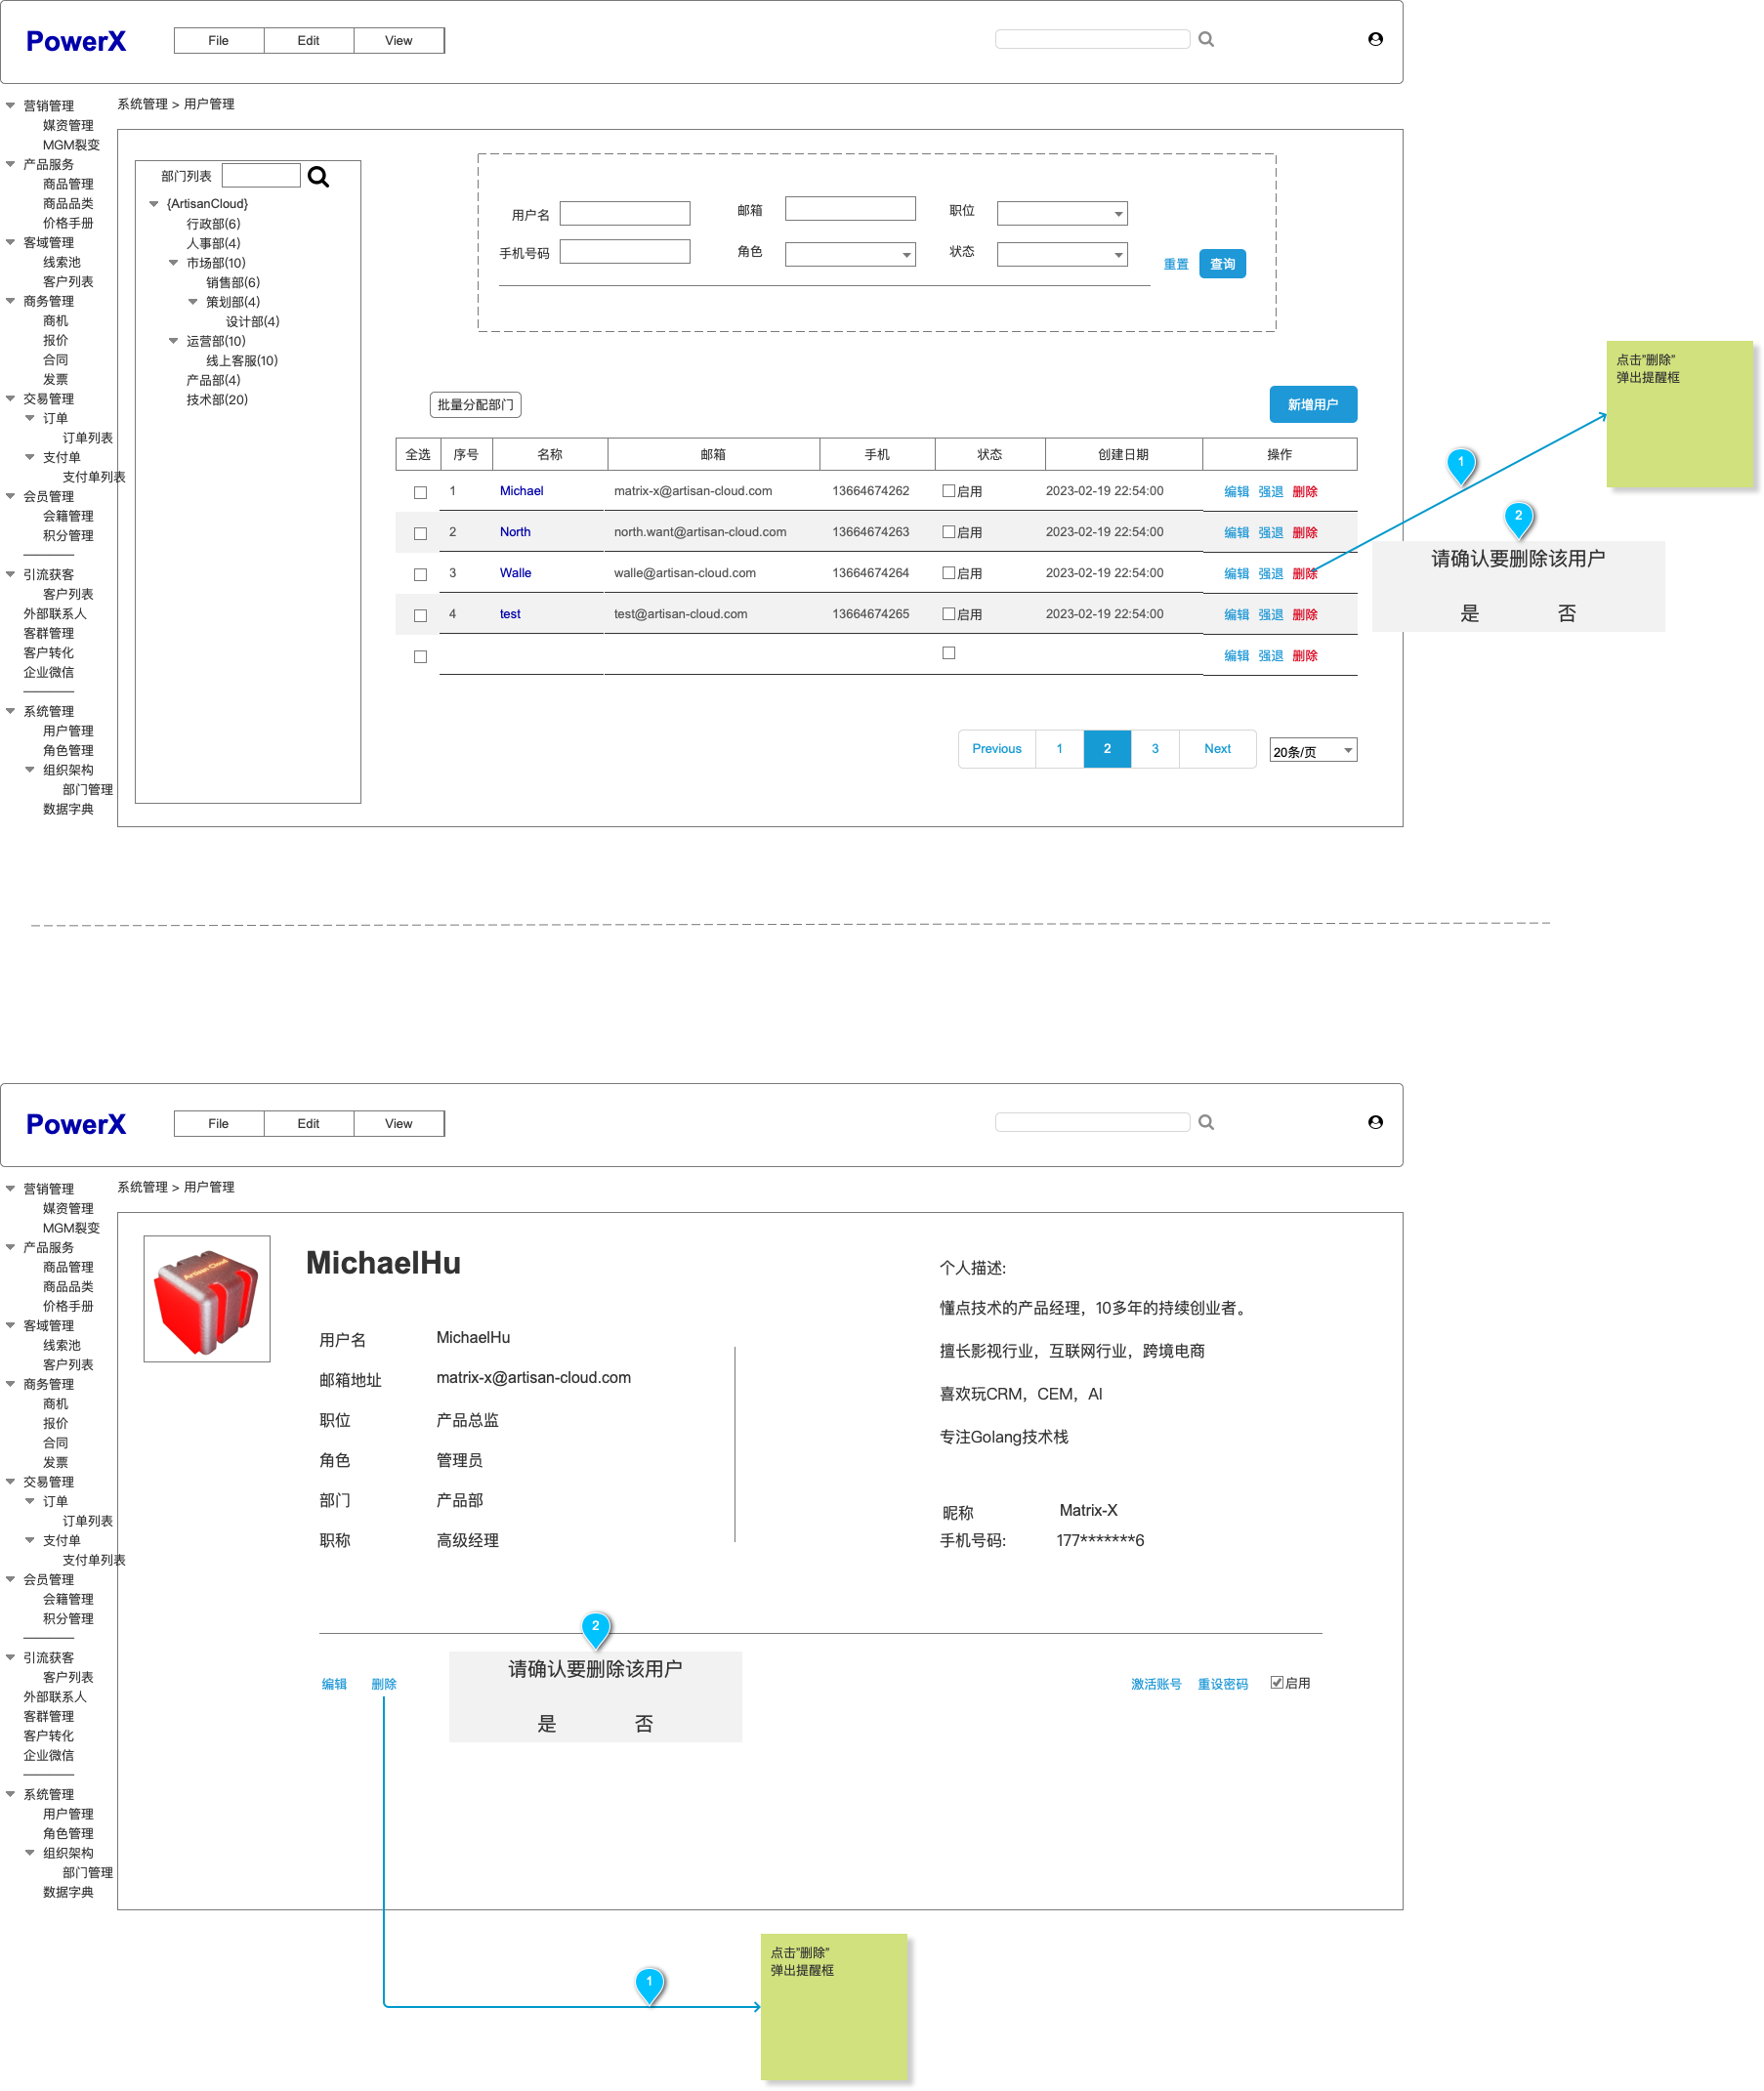 PowerX
File Edit View
营销管理
媒资管理
MGM裂变
产品服务
商品管理
商品品类
价格手册
客域管理
线索池
客户列表
商务管理
商机
报价
合同
发票
交易管理
订单
订单列表
支付单
支付单列表
会员管理
会籍管理
积分管理
引流获客
客户列表
外部联系人
客群管理
客户转化
企业微信
系统管理
用户管理
角色管理
组织架构
部门管理
数据字典
系统管理 > 用户管理
部门列表
{ArtisanCloud}
行政部(6)
人事部(4)
市场部(10)
销售部(6)
策划部(4)
设计部(4)
运营部(10)
线上客服(10)
产品部(4)
技术部(20)
用户名 邮箱 职位
手机号码 角色 状态
重置 查询
批量分配部门 新增用户
全选 序号 名称 邮箱 手机 状态 创建日期 操作
1 Michael matrix-x@artisan-cloud.com 13664674262 启用 2023-02-19 22:54:00 编辑 强退 删除
2 North north.want@artisan-cloud.com 13664674263 启用 2023-02-19 22:54:00 编辑 强退 删除
3 Walle walle@artisan-cloud.com 13664674264 启用 2023-02-19 22:54:00 编辑 强退 删除
4 test test@artisan-cloud.com 13664674265 启用 2023-02-19 22:54:00 编辑 强退 删除
编辑 强退 删除
Previous 1 2 3 Next 20条/页
点击"删除"
弹出提醒框
1
2
请确认要删除该用户
是 否
PowerX
File Edit View
营销管理
媒资管理
MGM裂变
产品服务
商品管理
商品品类
价格手册
客域管理
线索池
客户列表
商务管理
商机
报价
合同
发票
交易管理
订单
订单列表
支付单
支付单列表
会员管理
会籍管理
积分管理
引流获客
客户列表
外部联系人
客群管理
客户转化
企业微信
系统管理
用户管理
角色管理
组织架构
部门管理
数据字典
系统管理 > 用户管理
Artisan Cloud
MichaelHu
用户名 MichaelHu
邮箱地址 matrix-x@artisan-cloud.com
职位 产品总监
角色 管理员
部门 产品部
职称 高级经理
个人描述:
懂点技术的产品经理，10多年的持续创业者。
擅长影视行业，互联网行业，跨境电商
喜欢玩CRM，CEM，AI
专注Golang技术栈
昵称 Matrix-X
手机号码: 177*******6
2
编辑 删除
请确认要删除该用户
是 否
激活账号 重设密码 启用
1
点击"删除"
弹出提醒框